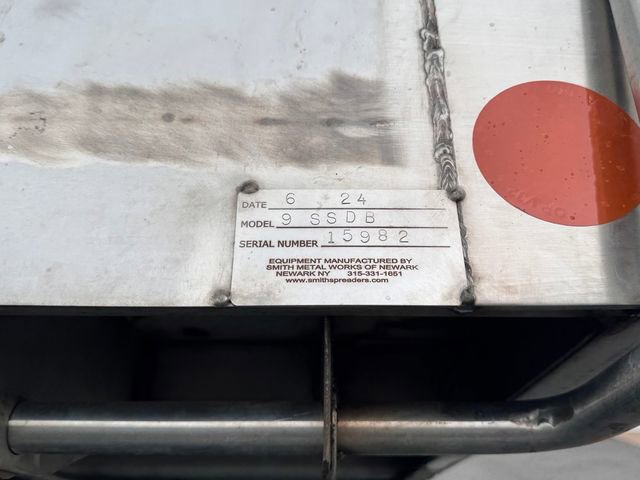 DATE 6 24
MODEL 9 SSDB
SERIAL NUMBER 15982
EQUIPMENT MANUFACTURED BY
SMITH METAL WORKS OF NEWARK
NEWARK NY 315-331-1651
www.smithspreaders.com